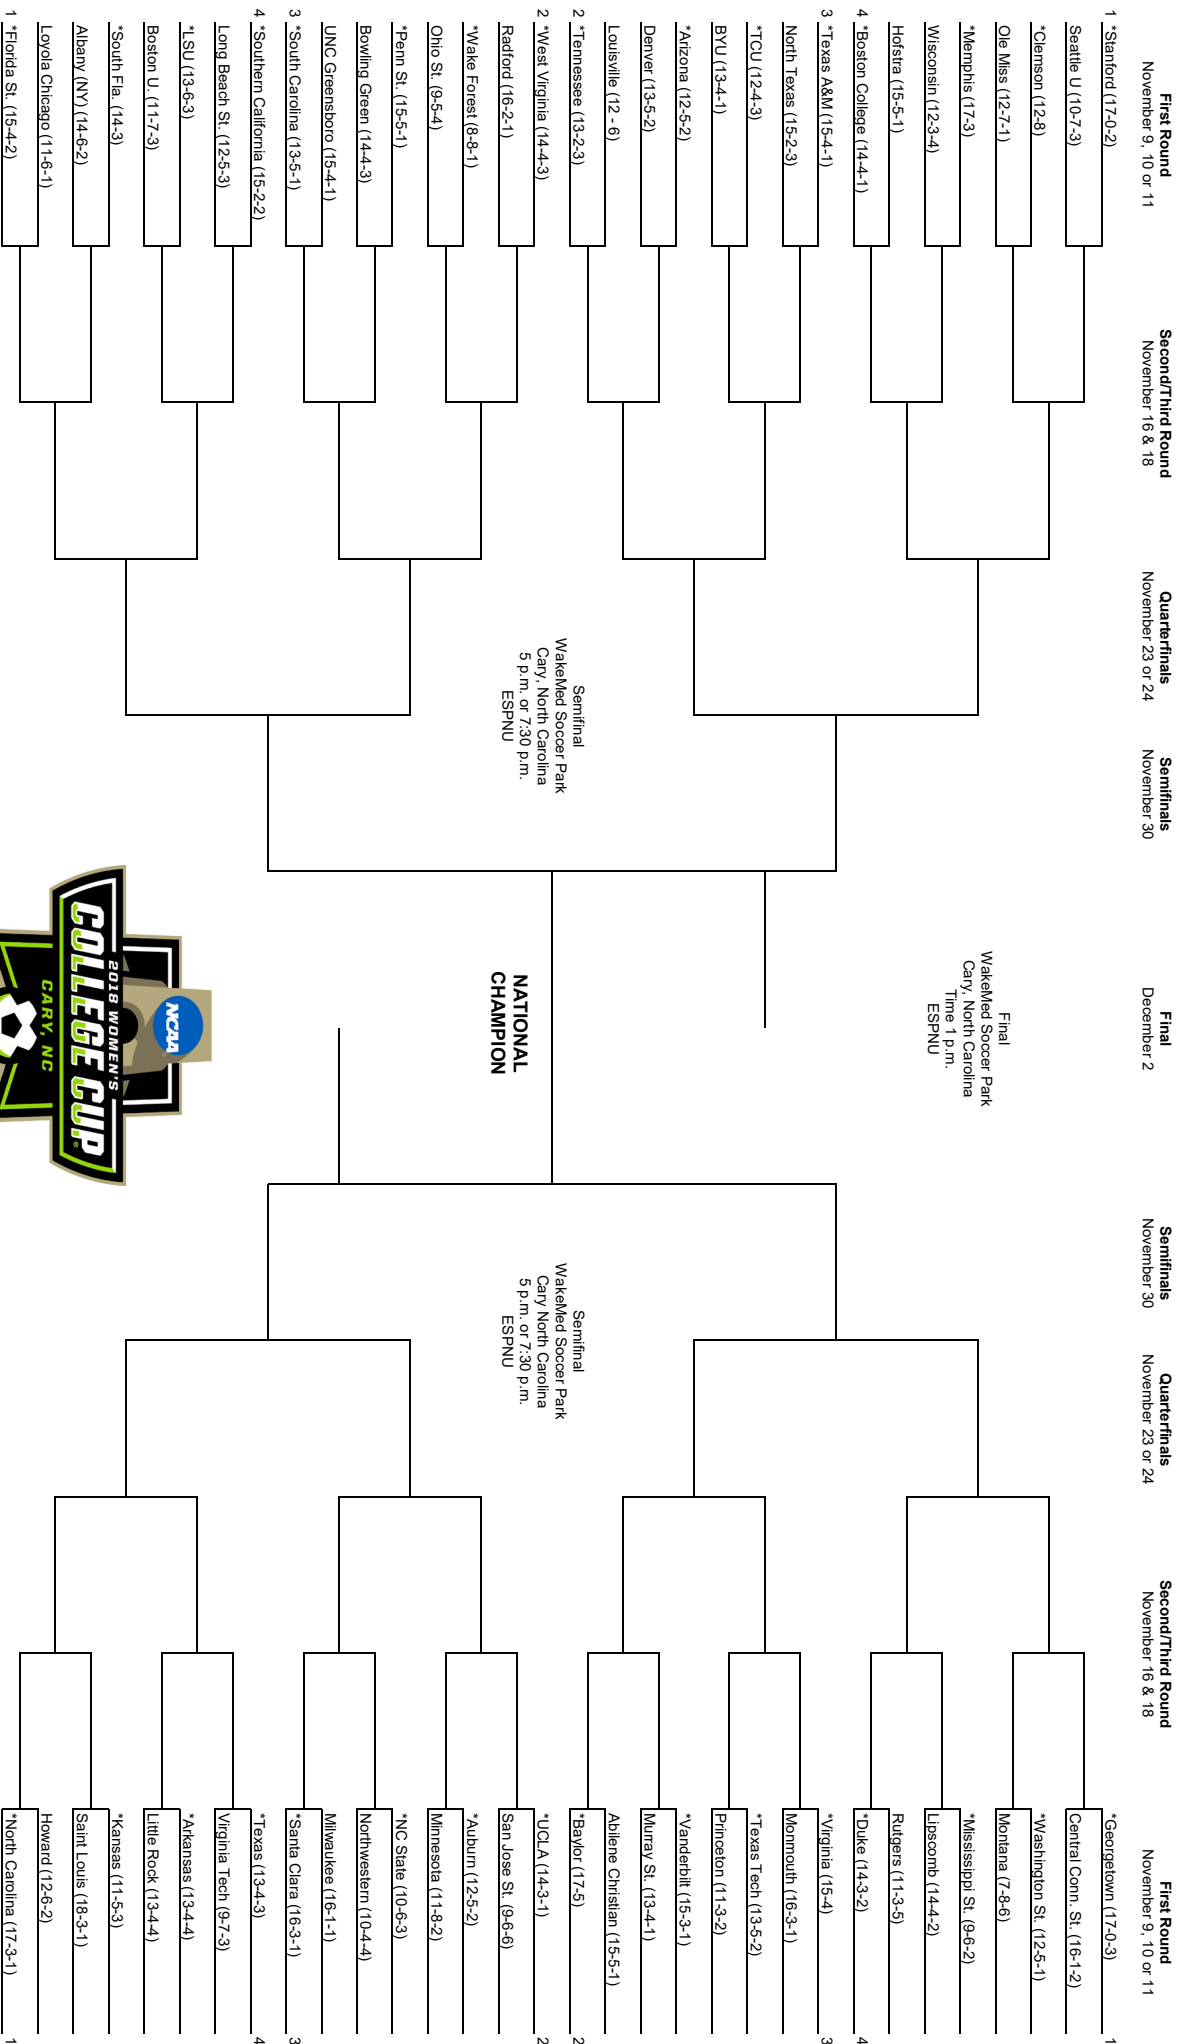 First Round
November 9, 10 or 11
Second/Third Round
November 16 & 18
Quarterfinals
November 23 or 24
Semifinals
November 30
Final
December 2
Semifinals
November 30
Quarterfinals
November 23 or 24
Second/Third Round
November 16 & 18
First Round
November 9, 10 or 11
1 *Stanford (17-0-2)
Seattle U (10-7-3)
*Clemson (12-8)
Ole Miss (12-7-1)
*Memphis (17-3)
Wisconsin (12-3-4)
Hofstra (15-5-1)
4 *Boston College (14-4-1)
3 *Texas A&M (15-4-1)
North Texas (15-2-3)
*TCU (12-4-3)
BYU (13-4-1)
*Arizona (12-5-2)
Denver (13-5-2)
Louisville (12 - 6)
2 *Tennessee (13-2-3)
2 *West Virginia (14-4-3)
Radford (16-2-1)
*Wake Forest (8-8-1)
Ohio St. (9-5-4)
*Penn St. (15-5-1)
Bowling Green (14-4-3)
UNC Greensboro (15-4-1)
3 *South Carolina (13-5-1)
4 *Southern California (15-2-2)
Long Beach St. (12-5-3)
*LSU (13-6-3)
Boston U. (11-7-3)
*South Fla. (14-3)
Albany (NY) (14-6-2)
Loyola Chicago (11-6-1)
1 *Florida St. (15-4-2)
Semifinal
WakeMed Soccer Park
Cary, North Carolina
5 p.m. or 7:30 p.m.
ESPNU
Final
WakeMed Soccer Park
Cary, North Carolina
Time 1 p.m.
ESPNU
NATIONAL
CHAMPION
NCAA
2018 WOMEN'S
COLLEGE CUP®
CARY, NC
Semifinal
WakeMed Soccer Park
Cary North Carolina
5 p.m. or 7:30 p.m.
ESPNU
*Georgetown (17-0-3) 1
Central Conn. St. (16-1-2)
*Washington St. (12-5-1)
Montana (7-8-6)
*Mississippi St. (9-6-2)
Lipscomb (14-4-2)
Rutgers (11-3-5)
*Duke (14-3-2) 4
*Virginia (15-4) 3
Monmouth (16-3-1)
*Texas Tech (13-5-2)
Princeton (11-3-2)
*Vanderbilt (15-3-1)
Murray St. (13-4-1)
Abilene Christian (15-5-1)
*Baylor (17-5) 2
*UCLA (14-3-1) 2
San Jose St. (9-6-6)
*Auburn (12-5-2)
Minnesota (11-8-2)
*NC State (10-6-3)
Northwestern (10-4-4)
Milwaukee (16-1-1)
*Santa Clara (16-3-1) 3
*Texas (13-4-3) 4
Virginia Tech (9-7-3)
*Arkansas (13-4-4)
Little Rock (13-4-4)
*Kansas (11-5-3)
Saint Louis (18-3-1)
Howard (12-6-2)
*North Carolina (17-3-1) 1